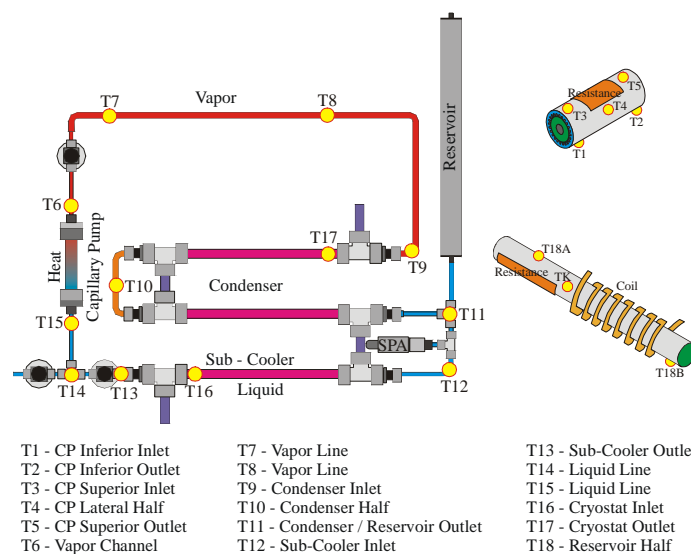 Vapor
T7
T8
Reservoir
T6
Heat
Capillary Pump
T17
T9
T10
Condenser
T15
T11
SPA
Sub - Cooler
Liquid
T14
T13
T16
T12
Resistance
T5
T3
T4
T2
T1
T18A
Resistance
TK
Coil
T18B
T1 - CP Inferior Inlet
T2 - CP Inferior Outlet
T3 - CP Superior Inlet
T4 - CP Lateral Half
T5 - CP Superior Outlet
T6 - Vapor Channel
T7 - Vapor Line
T8 - Vapor Line
T9 - Condenser Inlet
T10 - Condenser Half
T11 - Condenser / Reservoir Outlet
T12 - Sub-Cooler Inlet
T13 - Sub-Cooler Outle
T14 - Liquid Line
T15 - Liquid Line
T16 - Cryostat Inlet
T17 - Cryostat Outlet
T18 - Reservoir Half